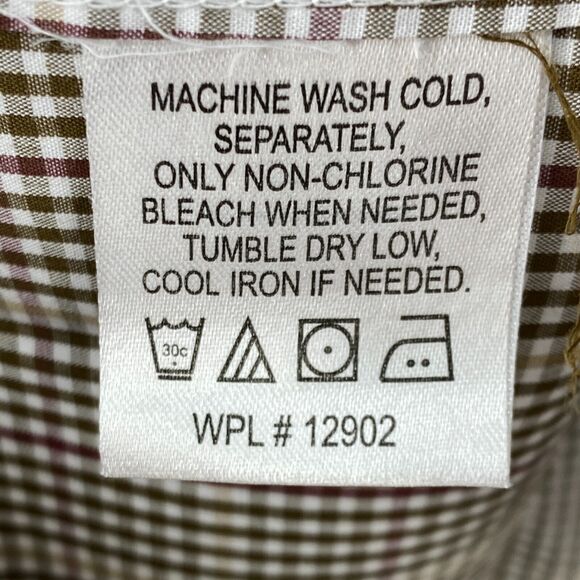 MACHINE WASH COLD,
SEPARATELY,
ONLY NON-CHLORINE
BLEACH WHEN NEEDED,
TUMBLE DRY LOW,
COOL IRON IF NEEDED.
30c
WPL # 12902